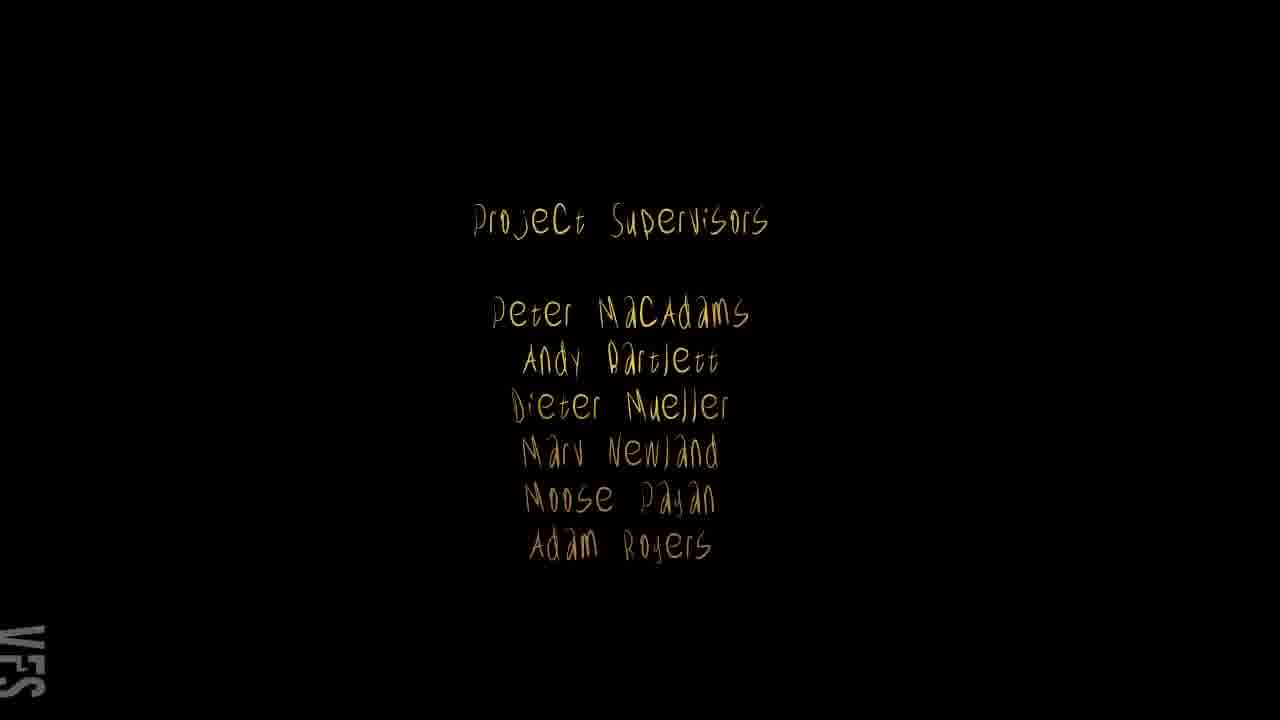 Project Supervisors
Peter MacAdams
Andy Bartlett
Dieter Mueller
Marv Newland
Moose Pagan
Adam Rogers
VFS